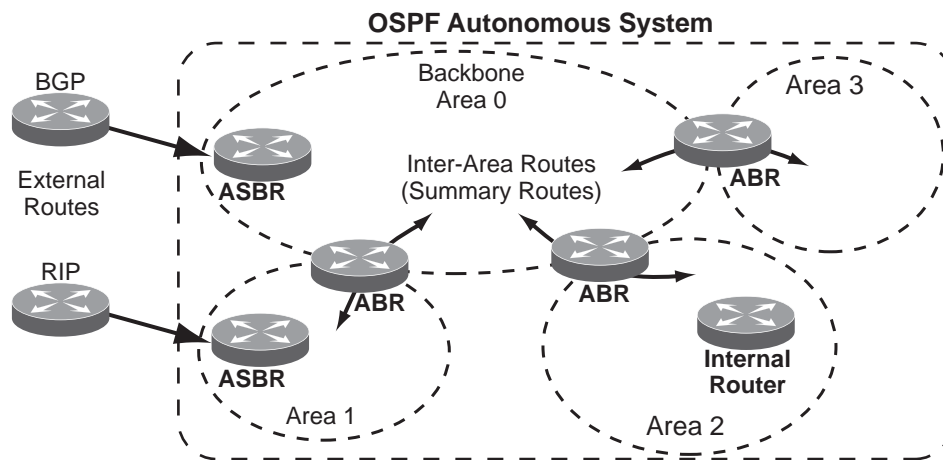 OSPF Autonomous System
BGP
Backbone
Area 0
Area 3
ASBR
Inter-Area Routes
(Summary Routes)
ABR
External
Routes
RIP
ABR
ABR
ASBR
Internal
Router
Area 1
Area 2